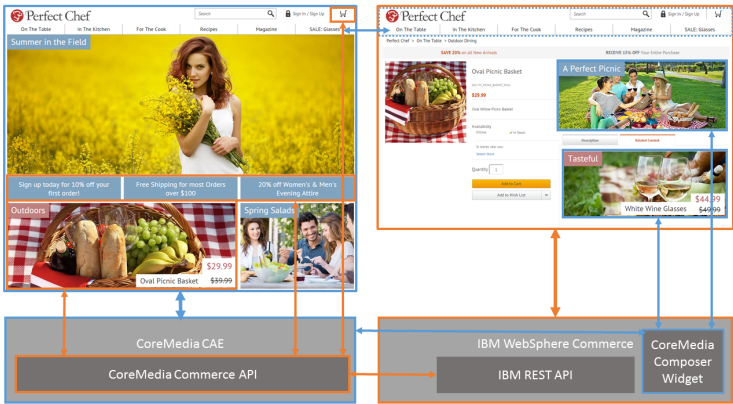 Perfect Chef
Search
Sign In / Sign Up
On The Table
In The Kitchen
For The Cook
Recipes
Magazine
SALE: Glasses
Summer in the Field
Sign up today for 10% off your
first order!
Free Shipping for most Orders
over $100
20% off Women's & Men's
Evening Attire
Outdoors
$29.99
Oval Picnic Basket $39.99
Spring Salads
Perfect Chef
Search
Sign In / Sign Up
On The Table
In The Kitchen
For The Cook
Recipes
Magazine
SALE: Glasses
Perfect Chef > On The Table > Outdoor Dining
SAVE 20% on all New Arrivals
RECEIVE 15% OFF Your Entire Purchase
Oval Picnic Basket
$29.99
Oval Willow Picnic Basket
Availability
Online
In Stock
Select Store
Quantity 1
Add to Cart
Add to Wish List
A Perfect Picnic
Description
Related Content
Tasteful
$44.99
White Wine Glasses $49.99
CoreMedia CAE
CoreMedia Commerce API
IBM WebSphere Commerce
IBM REST API
CoreMedia
Composer
Widget